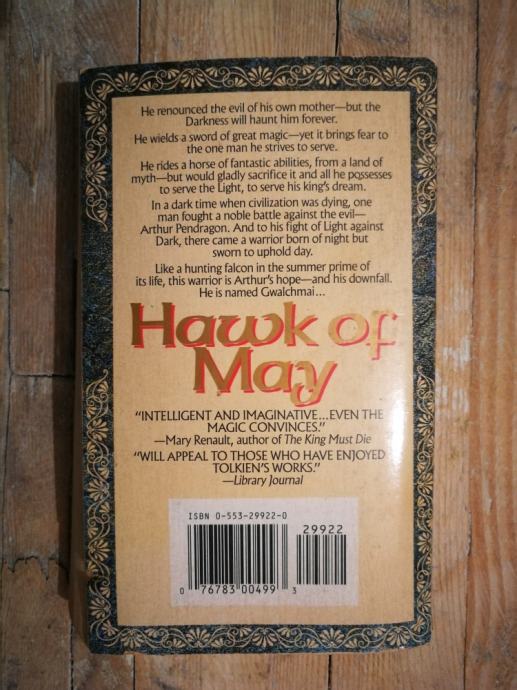 He renounced the evil of his own mother—but the
Darkness will haunt him forever.
He wields a sword of great magic—yet it brings fear to
the one man he strives to serve.
He rides a horse of fantastic abilities, from a land of
myth—but would gladly sacrifice it and all he possesses
to serve the Light, to serve his king's dream.
In a dark time when civilization was dying, one
man fought a noble battle against the evil—
Arthur Pendragon. And to his fight of Light against
Dark, there came a warrior born of night but
sworn to uphold day.
Like a hunting falcon in the summer prime of
its life, this warrior is Arthur's hope—and his downfall.
He is named Gwalchmai...
Hawk of
May
"INTELLIGENT AND IMAGINATIVE...EVEN THE
MAGIC CONVINCES."
—Mary Renault, author of The King Must Die
"WILL APPEAL TO THOSE WHO HAVE ENJOYED
TOLKIEN'S WORKS."
—Library Journal
ISBN 0-553-29922-0
29922
0 76783 00499 3